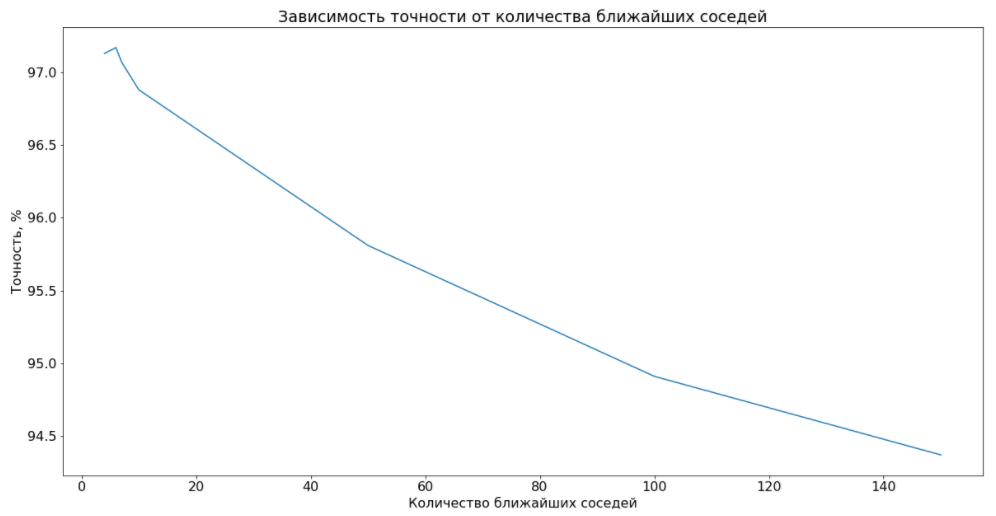 Зависимость точности от количества ближайших соседей
97.0
96.5
96.0
95.5
95.0
94.5
Точность, %
0 20 40 60 80 100 120 140
Количество ближайших соседей